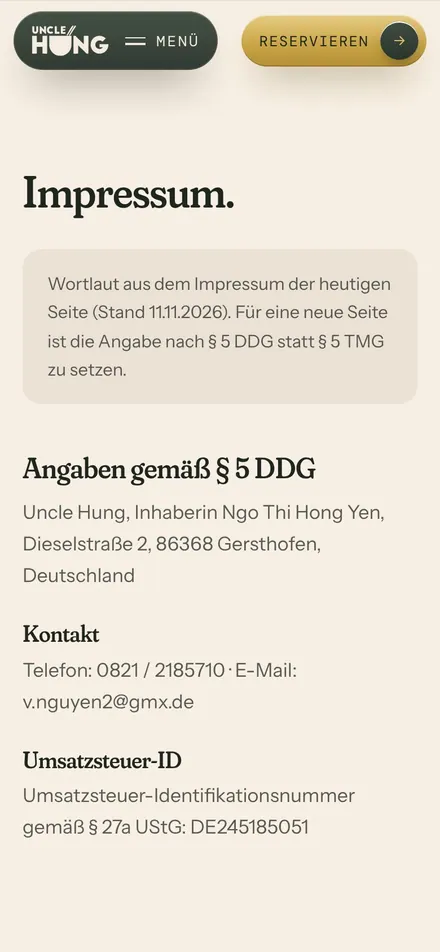 UNCLE
HUNG
MENÜ
RESERVIEREN →
Impressum.
Wortlaut aus dem Impressum der heutigen
Seite (Stand 11.11.2026). Für eine neue Seite
ist die Angabe nach § 5 DDG statt § 5 TMG
zu setzen.
Angaben gemäß § 5 DDG
Uncle Hung, Inhaberin Ngo Thi Hong Yen,
Dieselstraße 2, 86368 Gersthofen,
Deutschland
Kontakt
Telefon: 0821 / 2185710 · E-Mail:
v.nguyen2@gmx.de
Umsatzsteuer-ID
Umsatzsteuer-Identifikationsnummer
gemäß § 27a UStG: DE245185051